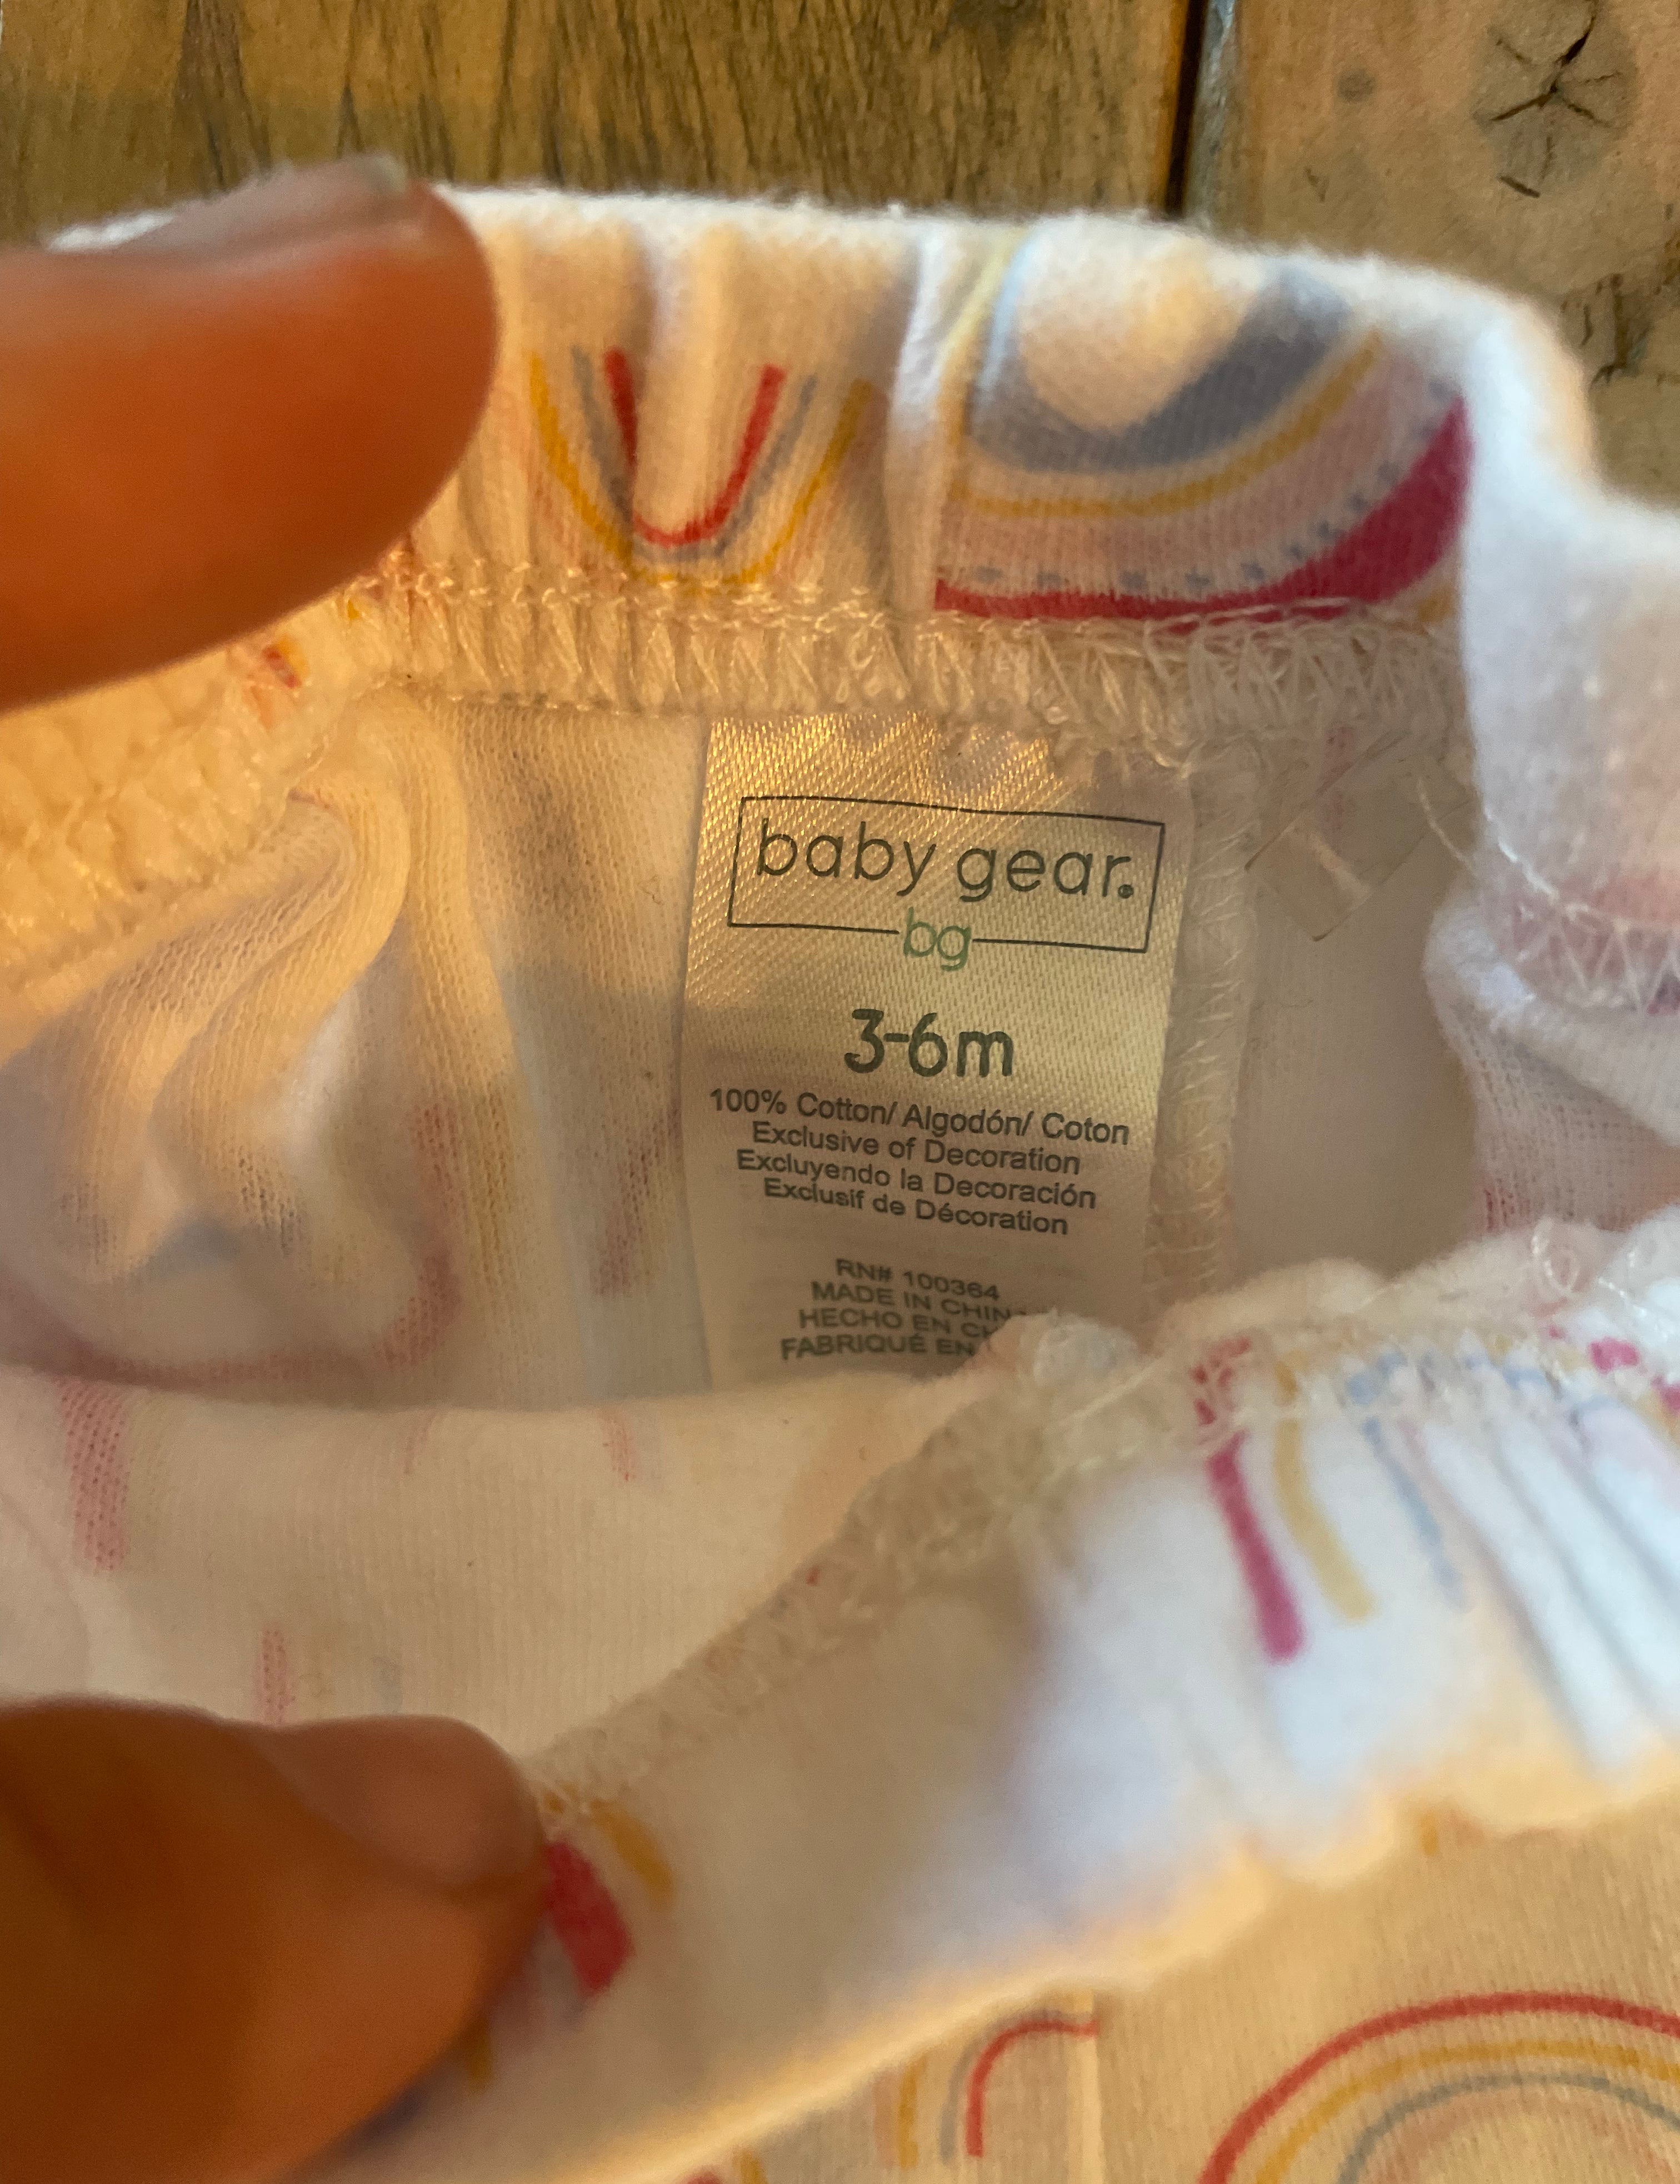 baby gear.
bg
3-6m
100% Cotton/ Algodón/ Coton
Exclusive of Decoration
Excluyendo la Decoración
Exclusif de Décoration
RN# 100364
MADE IN
HECHO EN
FABRIQUÉ EN